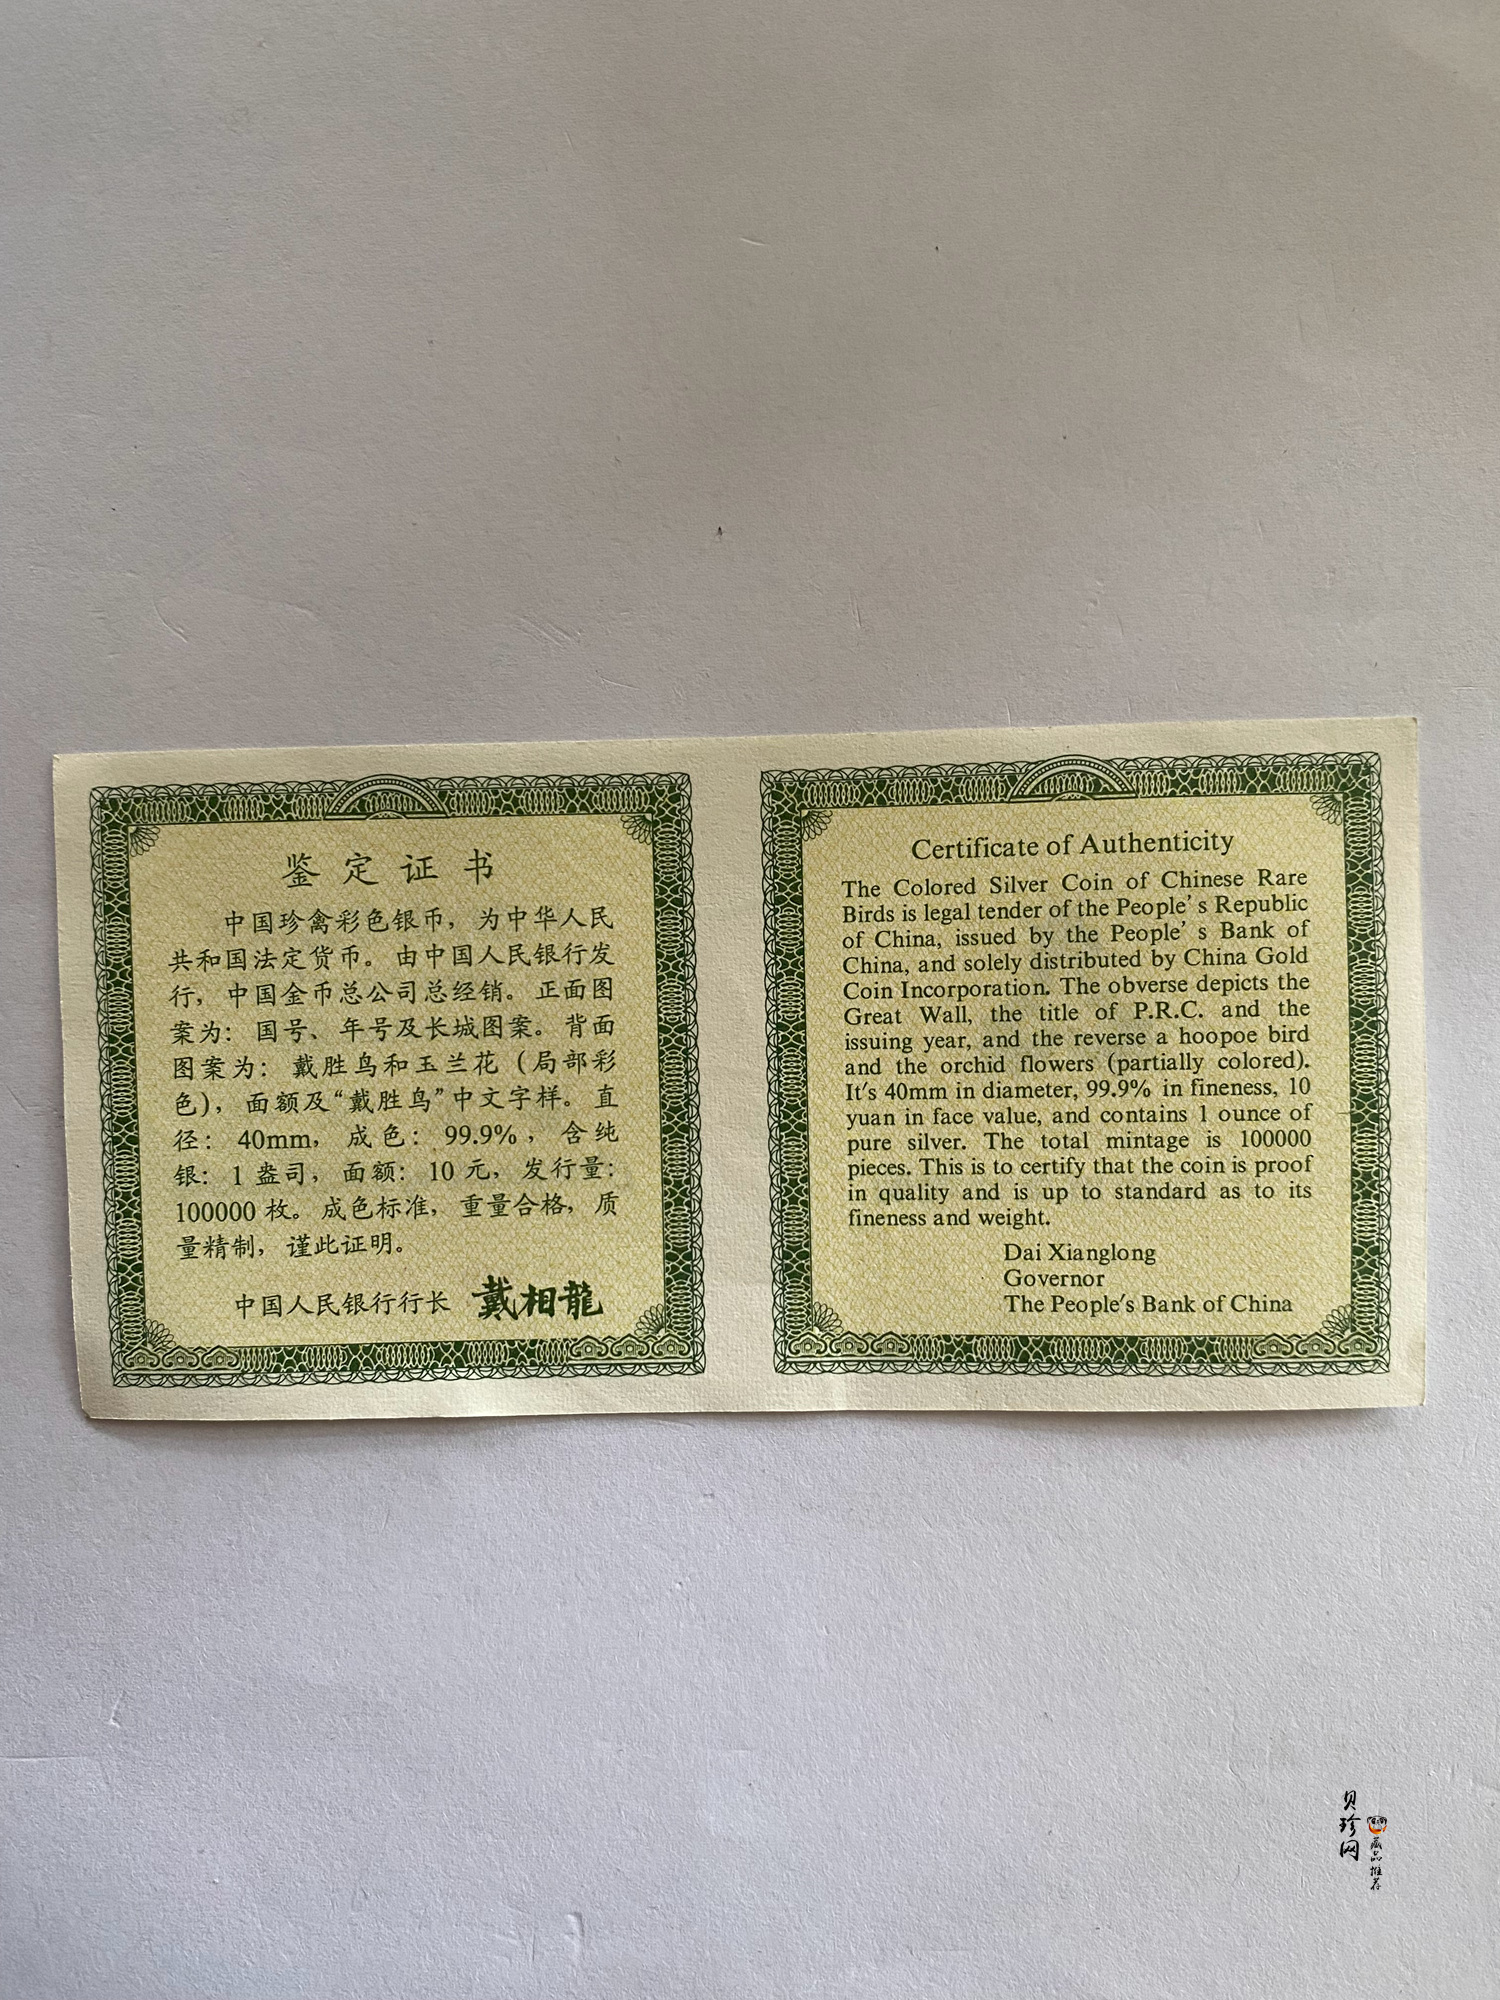 鉴定证书
中国珍禽彩色银币，为中华人民
共和国法定货币。由中国人民银行发
行，中国金币总公司总经销。正面图
案为：国号、年号及长城图案。背面
图案为：戴胜鸟和玉兰花（局部彩
色），面额及“戴胜鸟”中文字样。直
径：40mm，成色：99.9%，含纯
银：1盎司，面额：10元，发行量：
100000枚。成色标准，重量合格，质
量精制，谨此证明。
中国人民银行行长 戴相龍
Certificate of Authenticity
The Colored Silver Coin of Chinese Rare
Birds is legal tender of the People's Republic
of China, issued by the People's Bank of
China, and solely distributed by China Gold
Coin Incorporation. The obverse depicts the
Great Wall, the title of P.R.C. and the
issuing year, and the reverse a hoopoe bird
and the orchid flowers (partially colored).
It's 40mm in diameter, 99.9% in fineness, 10
yuan in face value, and contains 1 ounce of
pure silver. The total mintage is 100000
pieces. This is to certify that the coin is proof
in quality and is up to standard as to its
fineness and weight.
Dai Xianglong
Governor
The People's Bank of China
贝珍网
藏品推荐